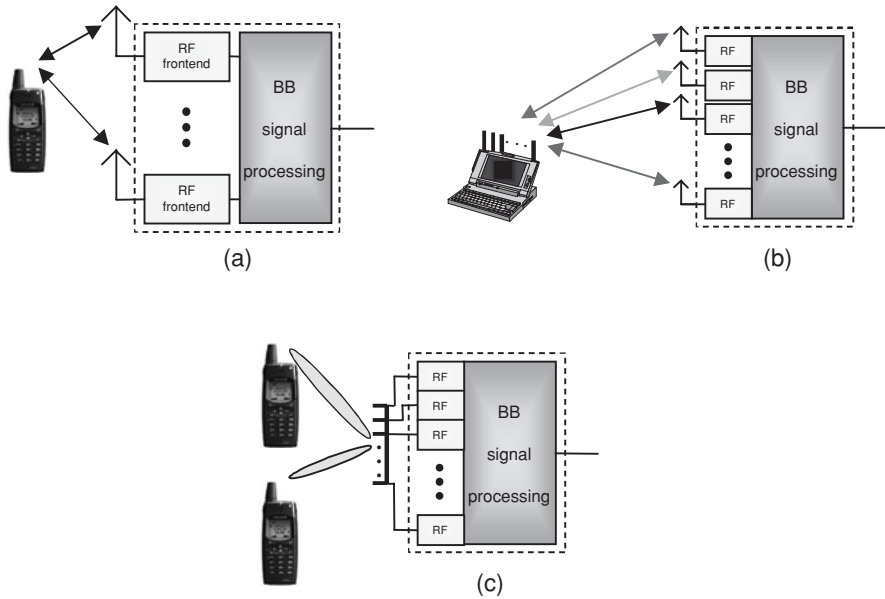 RF
frontend
BB
signal
processing
RF
frontend
(a)
RF
RF
RF
RF
BB
signal
processing
(b)
RF
RF
RF
RF
BB
signal
processing
(c)